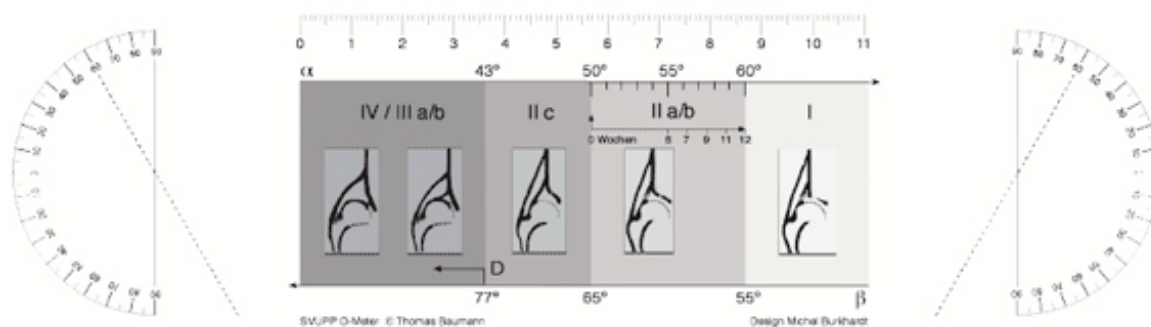 0 1 2 3 4 5 6 7 8 9 10 11
α 43° 50° 55° 60°
IV / III a/b II c II a/b I
0 Wochen 6 7 9 11 12
D
77° 65° 55° β
SVUPP D-Meter © Thomas Baumann Design Michel Burkhardt